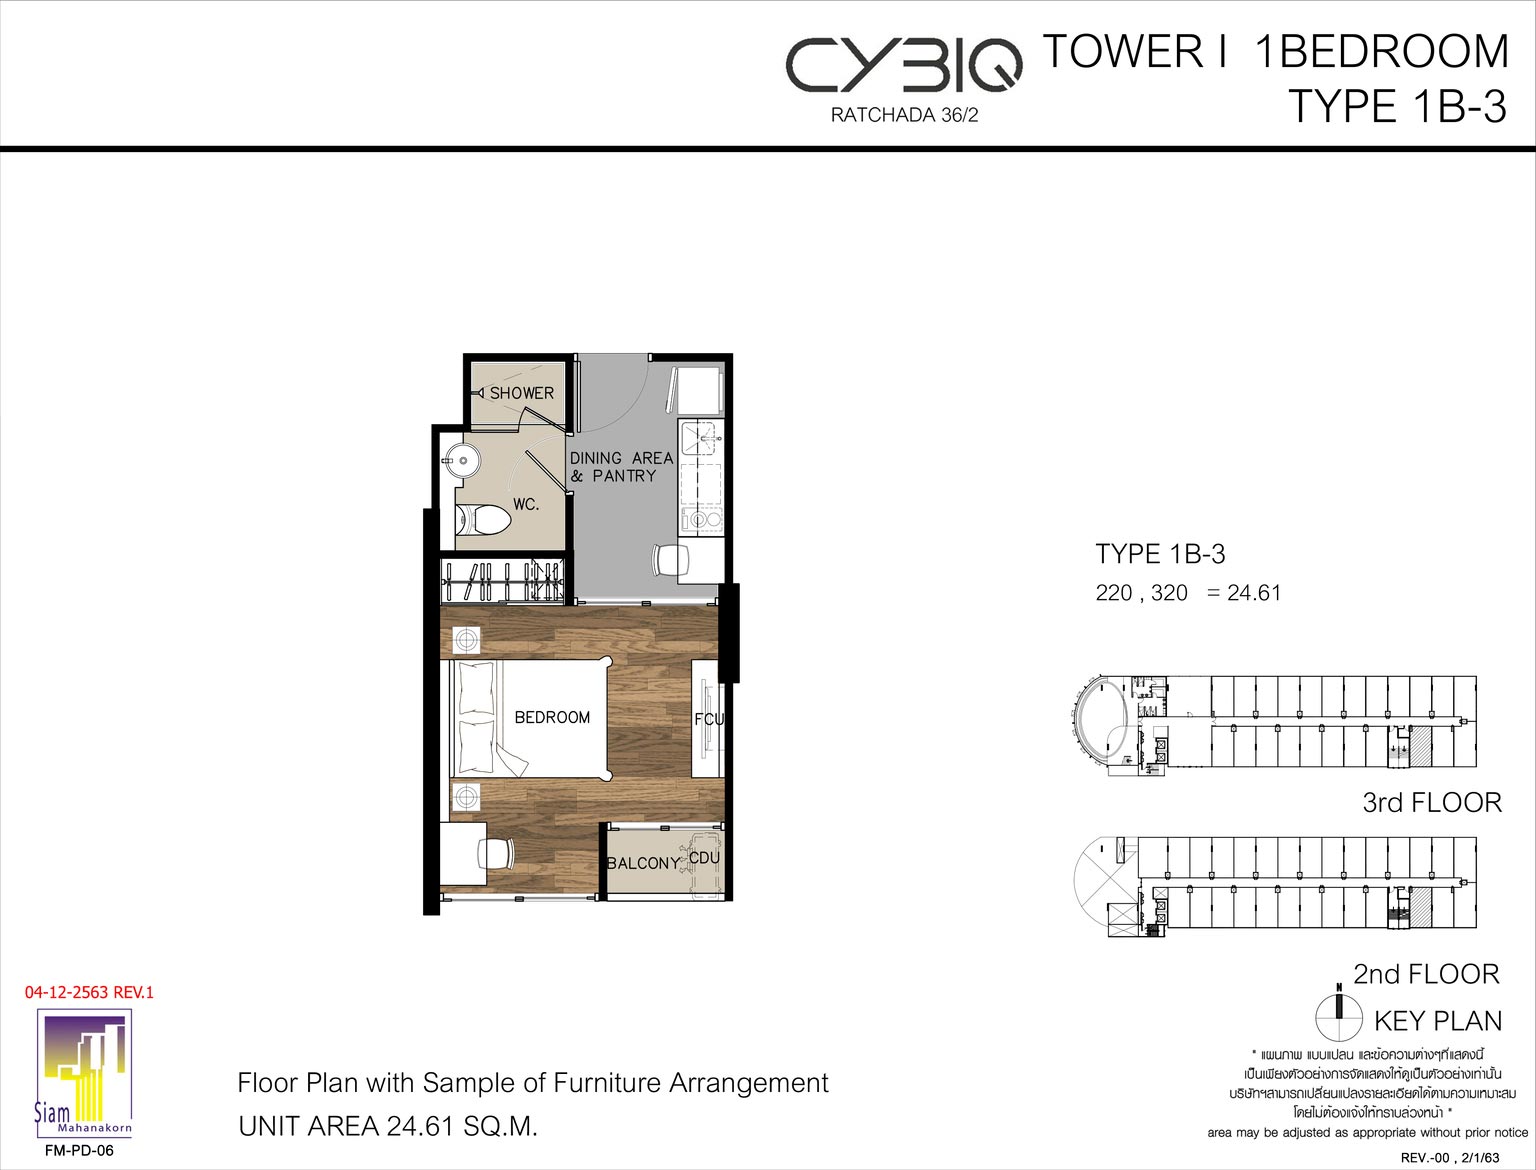 CYBIQ
RATCHADA 36/2
TOWER I 1BEDROOM
TYPE 1B-3
SHOWER
DINING AREA
& PANTRY
WC.
BEDROOM
FCU
BALCONY
CDU
TYPE 1B-3
220 , 320 = 24.61
3rd FLOOR
2nd FLOOR
N
KEY PLAN
* แผนภาพ แบบแปลน และข้อความต่างๆที่แสดงนี้
เป็นเพียงตัวอย่างการจัดแสดงให้ดูเป็นตัวอย่างเท่านั้น
บริษัทฯสามารถเปลี่ยนแปลงรายละเอียดได้ตามความเหมาะสม
โดยไม่ต้องแจ้งให้ทราบล่วงหน้า *
area may be adjusted as appropriate without prior notice
REV.-00 , 2/1/63
04-12-2563 REV.1
Siam
Mahanakorn
FM-PD-06
Floor Plan with Sample of Furniture Arrangement
UNIT AREA 24.61 SQ.M.